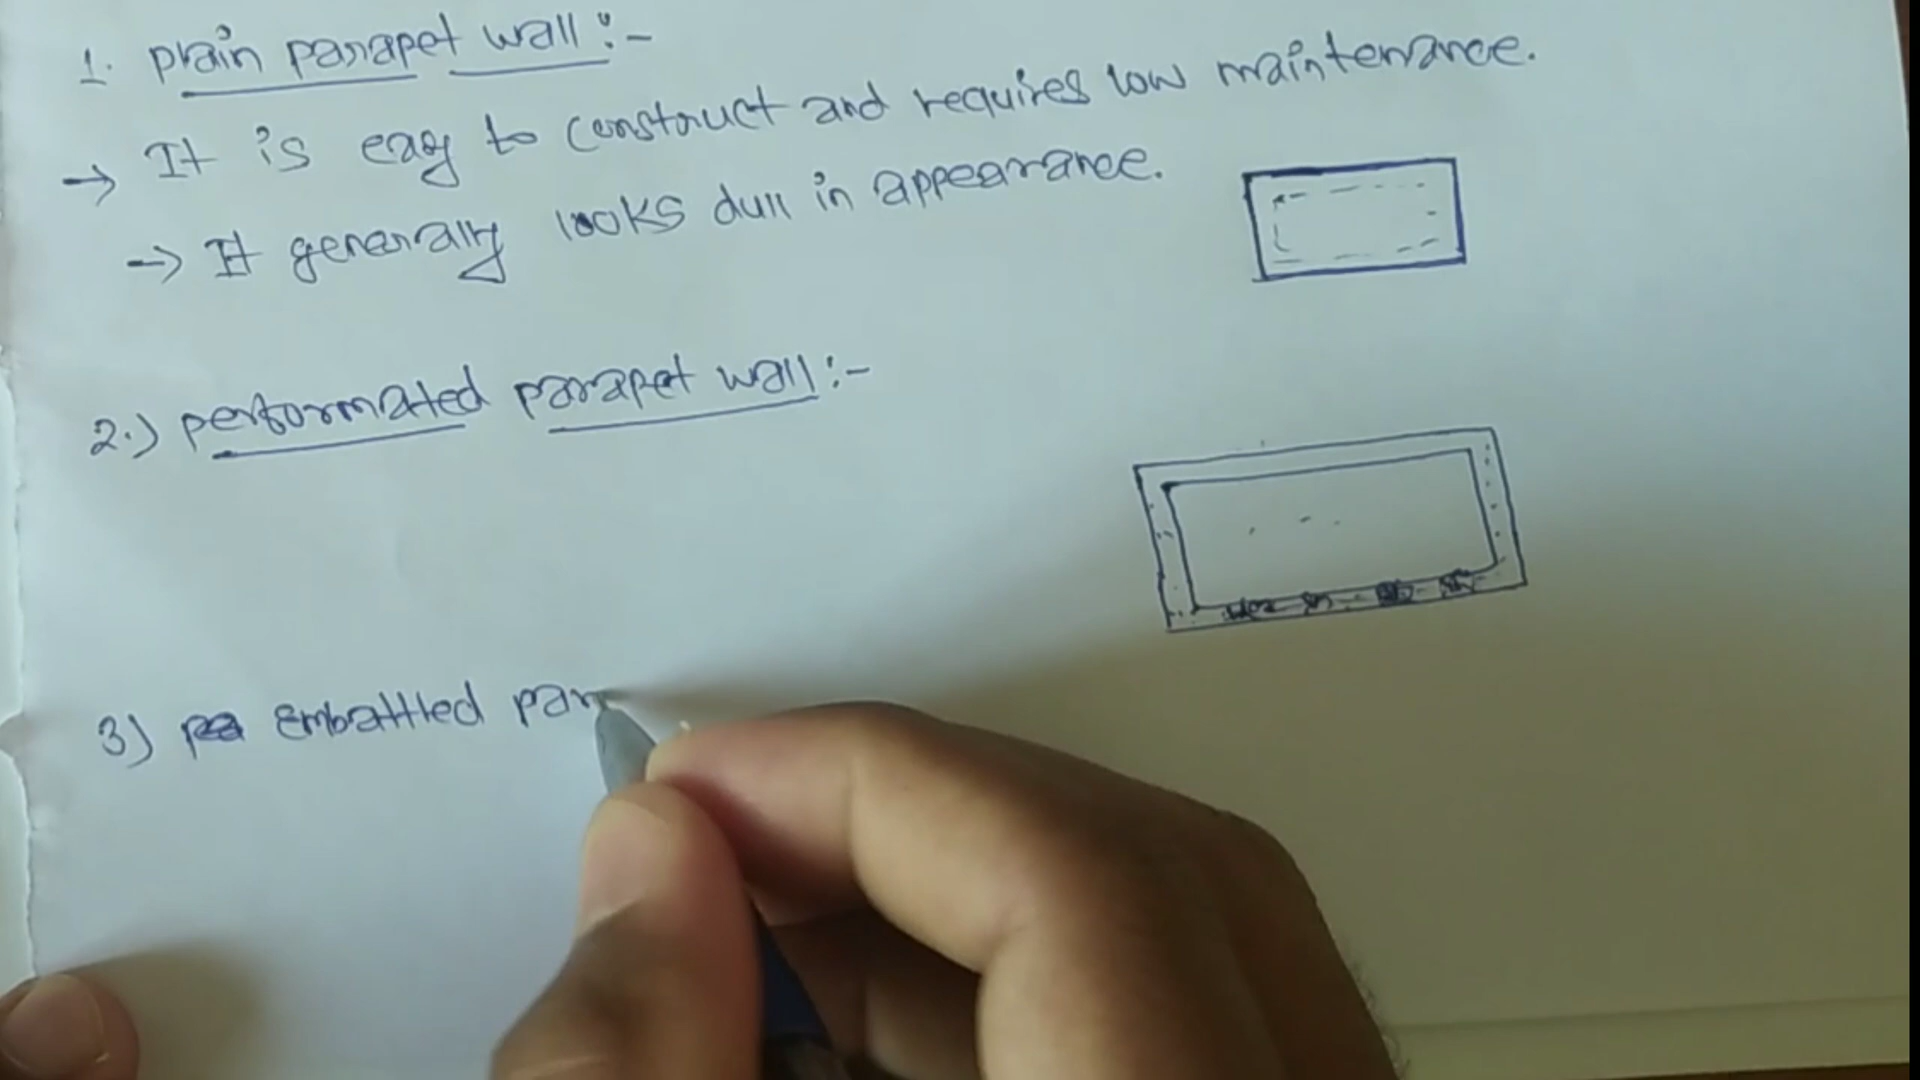 1. plain parapet wall :-
→ It is easy to construct and requires low maintenance.
→ It generally looks dull in appearance.
2.) performated parapet wall :-
3) Embattled par